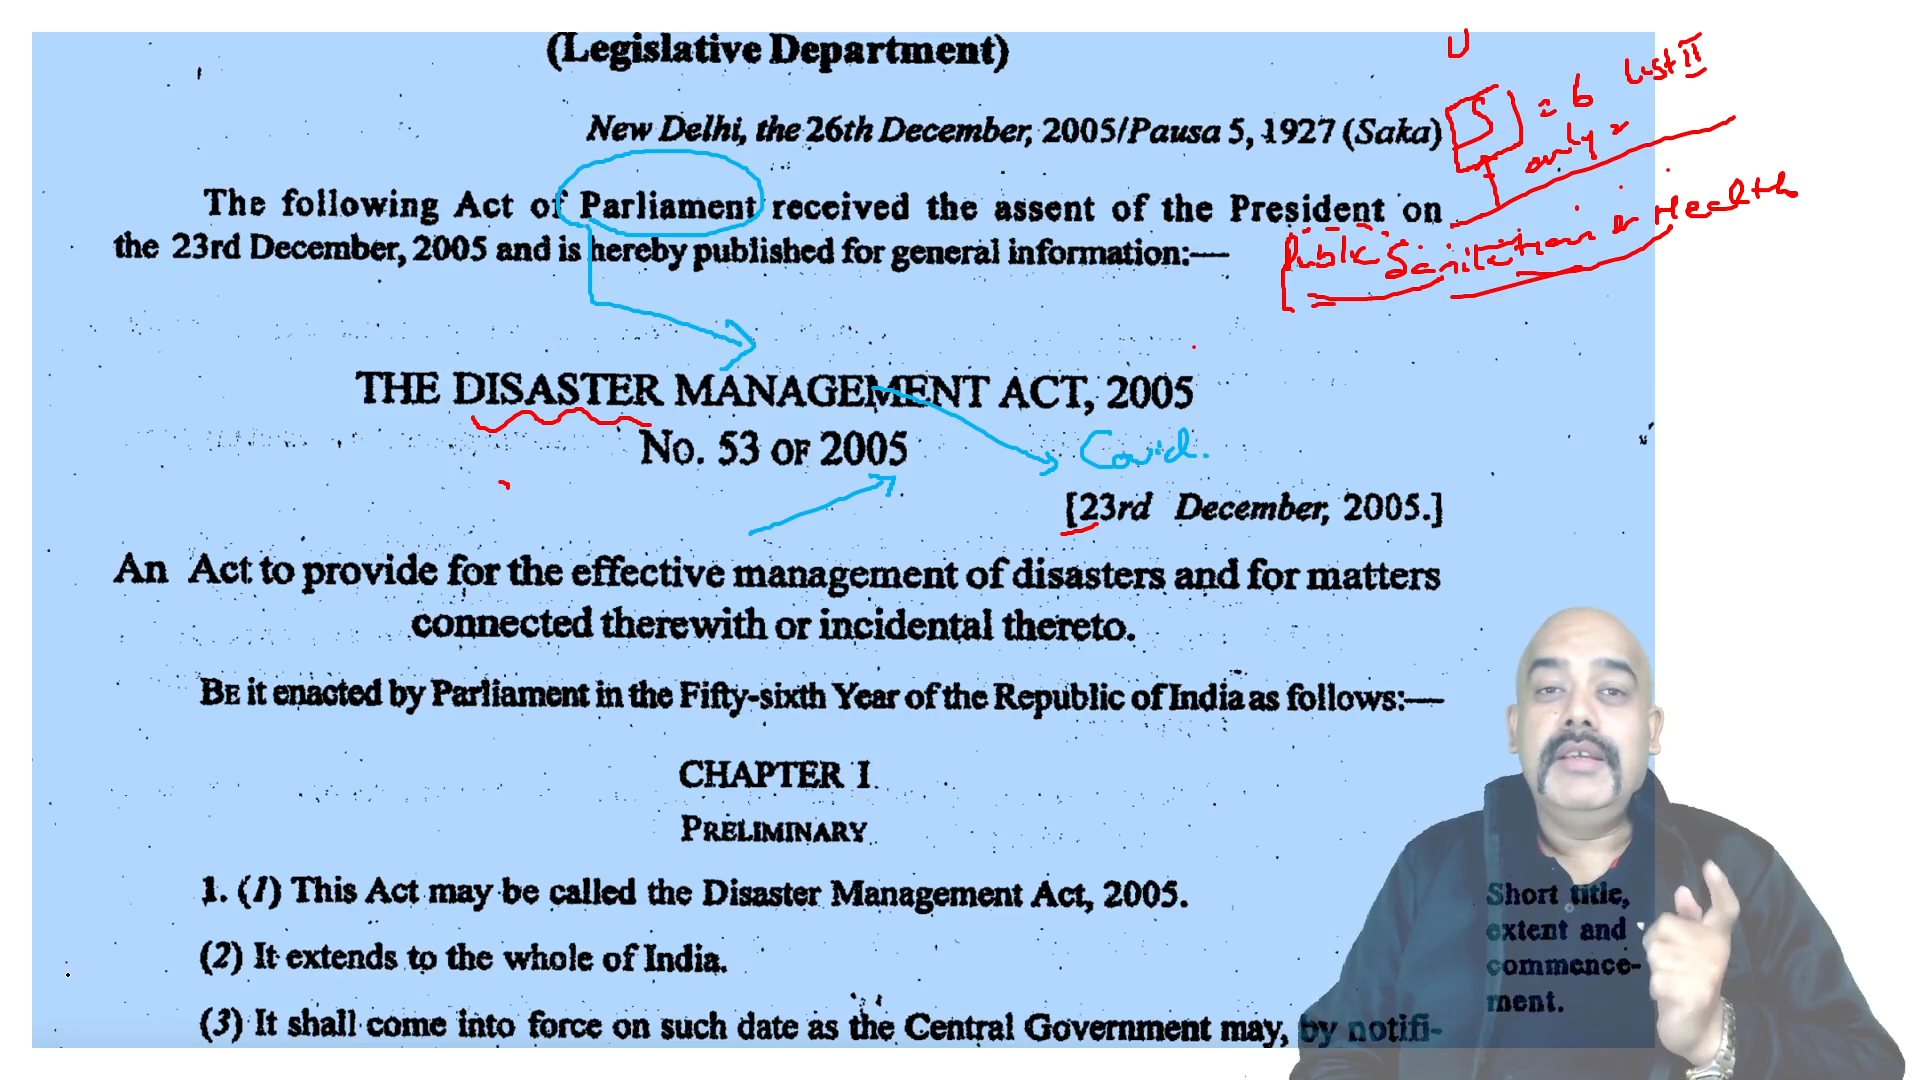 (Legislative Department)
New Delhi, the 26th December, 2005/Pausa 5, 1927 (Saka)
The following Act of Parliament received the assent of the President on
the 23rd December, 2005 and is hereby published for general information:—
THE DISASTER MANAGEMENT ACT, 2005
No. 53 OF 2005
[23rd December, 2005.]
An Act to provide for the effective management of disasters and for matters
connected therewith or incidental thereto.
BE it enacted by Parliament in the Fifty-sixth Year of the Republic of India as follows:—
CHAPTER I
PRELIMINARY
1. (1) This Act may be called the Disaster Management Act, 2005.
(2) It extends to the whole of India.
(3) It shall come into force on such date as the Central Government may, by notifi-
Short title,
extent and
commence-
ment.
U
S = 6 List II
only
Public Sanitation or Health
Covid.